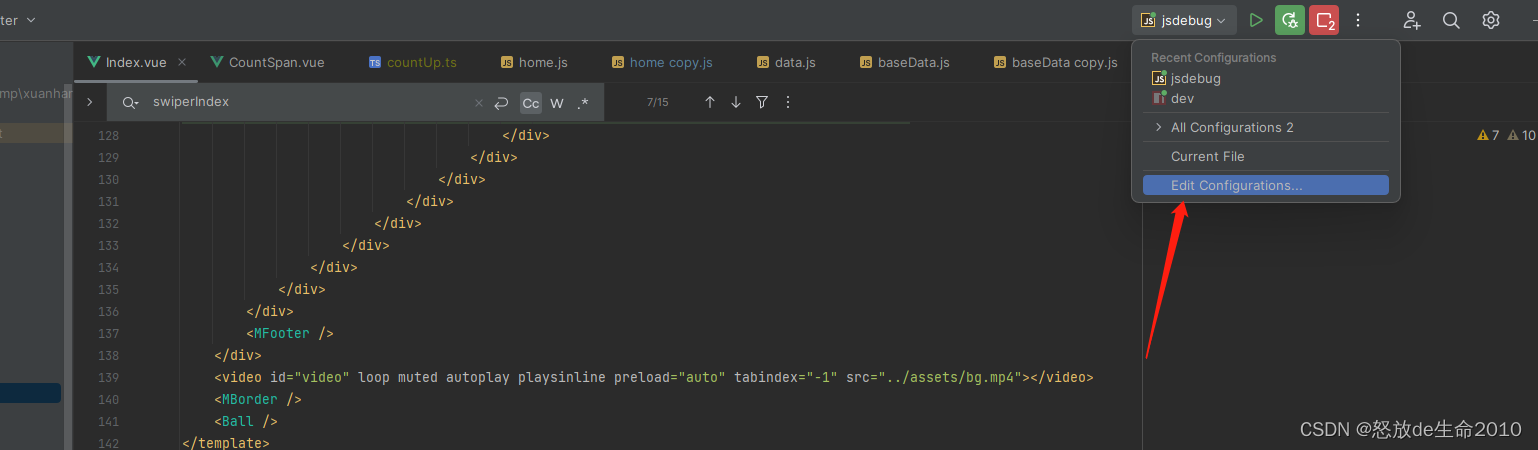 ter
jsdebug
2
Index.vue
CountSpan.vue
TS countUp.ts
JS home.js
JS home copy.js
JS data.js
JS baseData.js
JS baseData copy.js
Recent Configurations
jsdebug
dev
All Configurations 2
Current File
Edit Configurations...
mp\xuanhan
t
swiperIndex
Cc W .*
7/15
7 10
128 </div>
129 </div>
130 </div>
131 </div>
132 </div>
133 </div>
134 </div>
135 </div>
136 </div>
137 <MFooter />
138 </div>
139 <video id="video" loop muted autoplay playsinline preload="auto" tabindex="-1" src="../assets/bg.mp4"></video>
140 <MBorder />
141 <Ball />
142 </template>
CSDN @怒放de生命2010